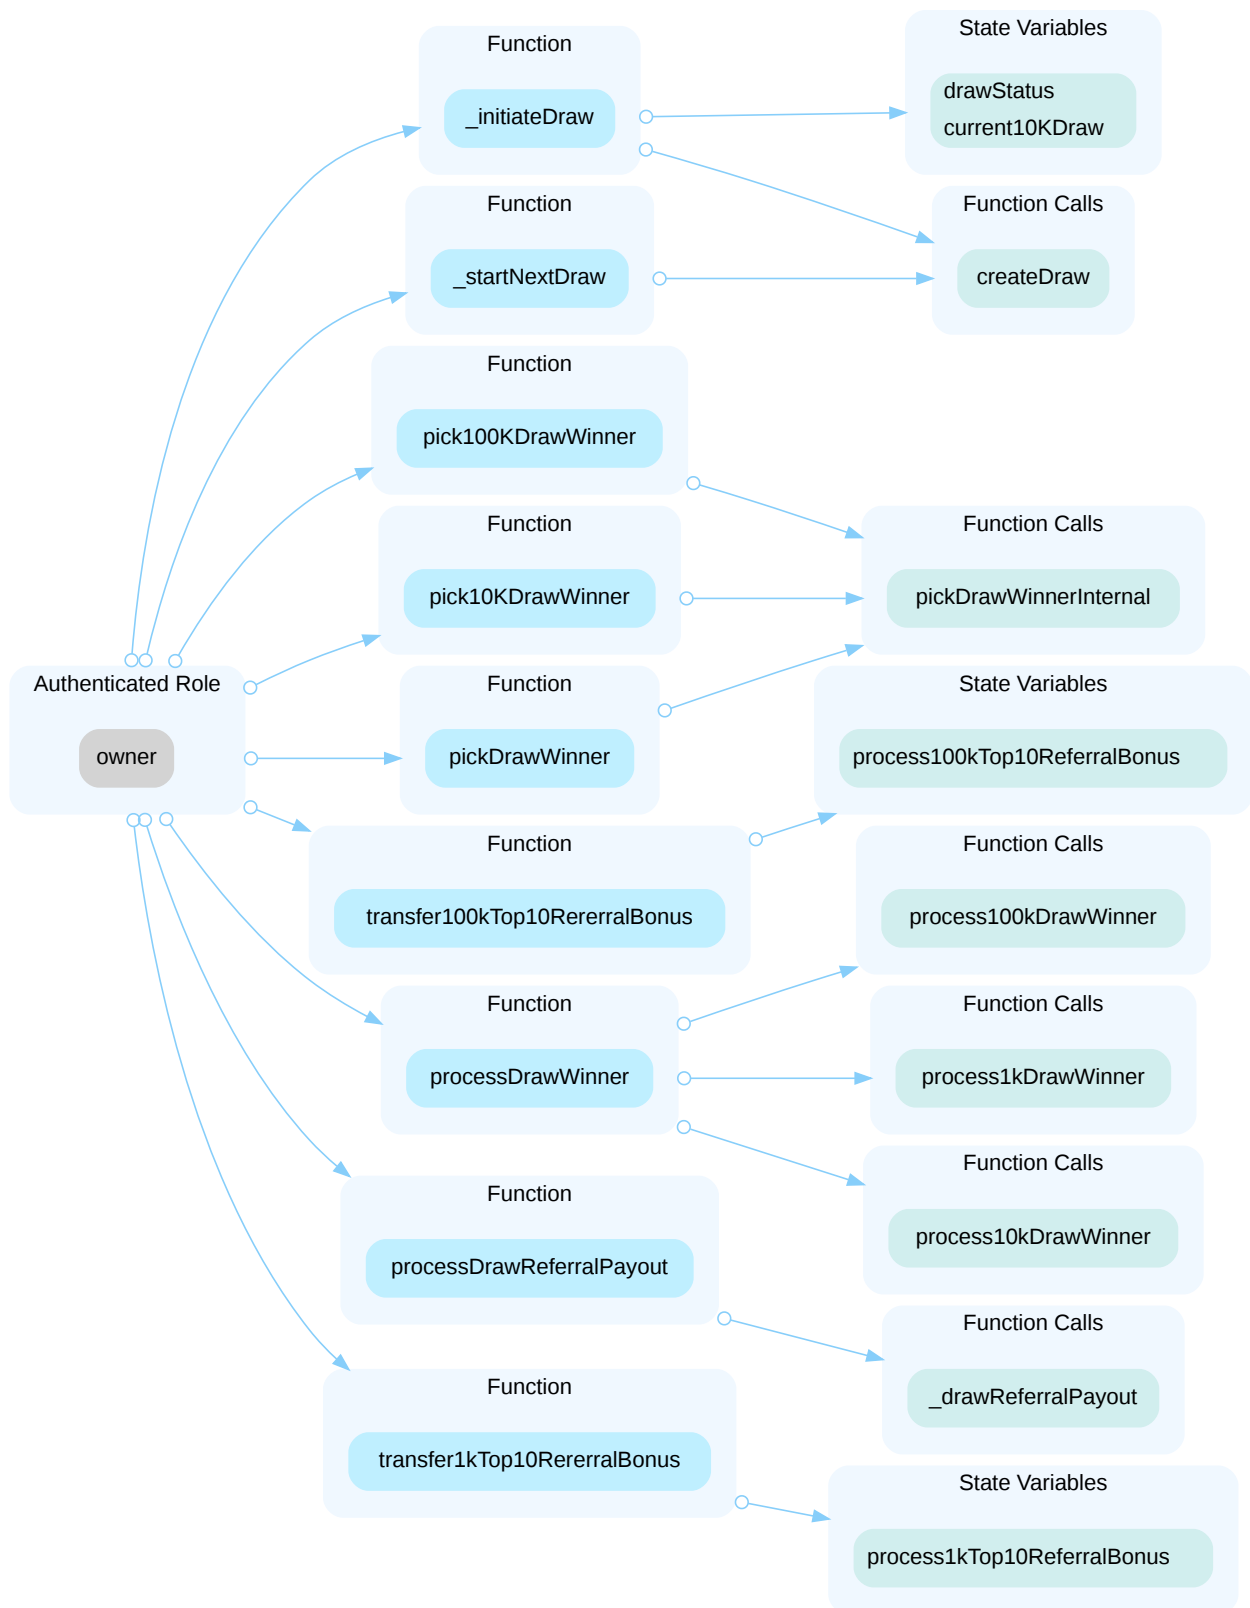 Authenticated Role
owner
Function
_initiateDraw
State Variables
drawStatus
current10KDraw
Function
_startNextDraw
Function Calls
createDraw
Function
pick100KDrawWinner
Function
pick10KDrawWinner
Function Calls
pickDrawWinnerInternal
Function
pickDrawWinner
State Variables
process100kTop10ReferralBonus
Function
transfer100kTop10RererralBonus
Function Calls
process100kDrawWinner
Function
processDrawWinner
Function Calls
process1kDrawWinner
Function Calls
process10kDrawWinner
Function
processDrawReferralPayout
Function Calls
_drawReferralPayout
Function
transfer1kTop10RererralBonus
State Variables
process1kTop10ReferralBonus